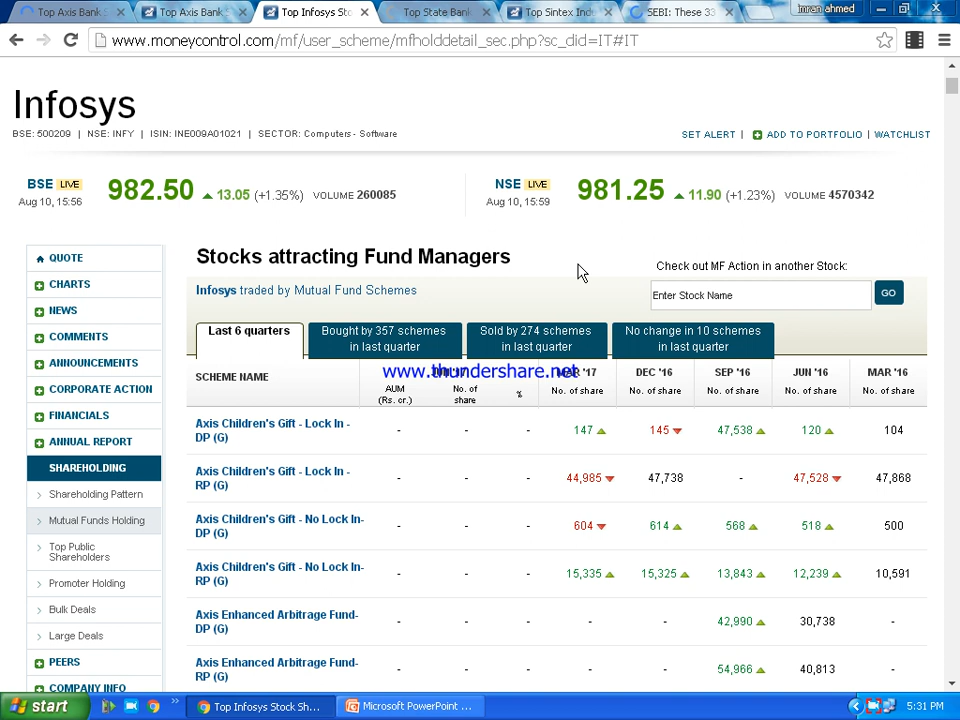 Top Axis Bank
Top Axis Bank
Top Infosys Sto
Top State Bank
Top Sintex Ind
SEBI: These 33
imran ahmed
www.moneycontrol.com/mf/user_scheme/mfholddetail_sec.php?sc_did=IT#IT
Infosys
BSE: 500209 | NSE: INFY | ISIN: INE009A01021 | SECTOR: Computers - Software
SET ALERT | ADD TO PORTFOLIO | WATCHLIST
BSE LIVE
Aug 10, 15:56
982.50 13.05 (+1.35%) VOLUME 260085
NSE LIVE
Aug 10, 15:59
981.25 11.90 (+1.23%) VOLUME 4570342
QUOTE
CHARTS
NEWS
COMMENTS
ANNOUNCEMENTS
CORPORATE ACTION
FINANCIALS
ANNUAL REPORT
SHAREHOLDING
Shareholding Pattern
Mutual Funds Holding
Top Public
Shareholders
Promoter Holding
Bulk Deals
Large Deals
PEERS
COMPANY INFO
Stocks attracting Fund Managers
Check out MF Action in another Stock:
Infosys traded by Mutual Fund Schemes
Enter Stock Name
GO
Last 6 quarters
Bought by 357 schemes
in last quarter
Sold by 274 schemes
in last quarter
No change in 10 schemes
in last quarter
www.thundershare.net
SCHEME NAME
MAR '17 DEC '16 SEP '16 JUN '16 MAR '16
AUM
(Rs. cr.)
No. of
share
%
No. of share No. of share No. of share No. of share No. of share
Axis Children's Gift - Lock In -
DP (G)
- - - 147 145 47,538 120 104
Axis Children's Gift - Lock In -
RP (G)
- - - 44,985 47,738 - 47,528 47,868
Axis Children's Gift - No Lock In-
DP (G)
- - - 604 614 568 518 500
Axis Children's Gift - No Lock In-
RP (G)
- - - 15,335 15,325 13,843 12,239 10,591
Axis Enhanced Arbitrage Fund-
DP (G)
- - - - - 42,990 30,738 -
Axis Enhanced Arbitrage Fund-
RP (G)
- - - - - 54,966 40,813 -
start
Top Infosys Stock Sh...
Microsoft PowerPoint ...
5:31 PM